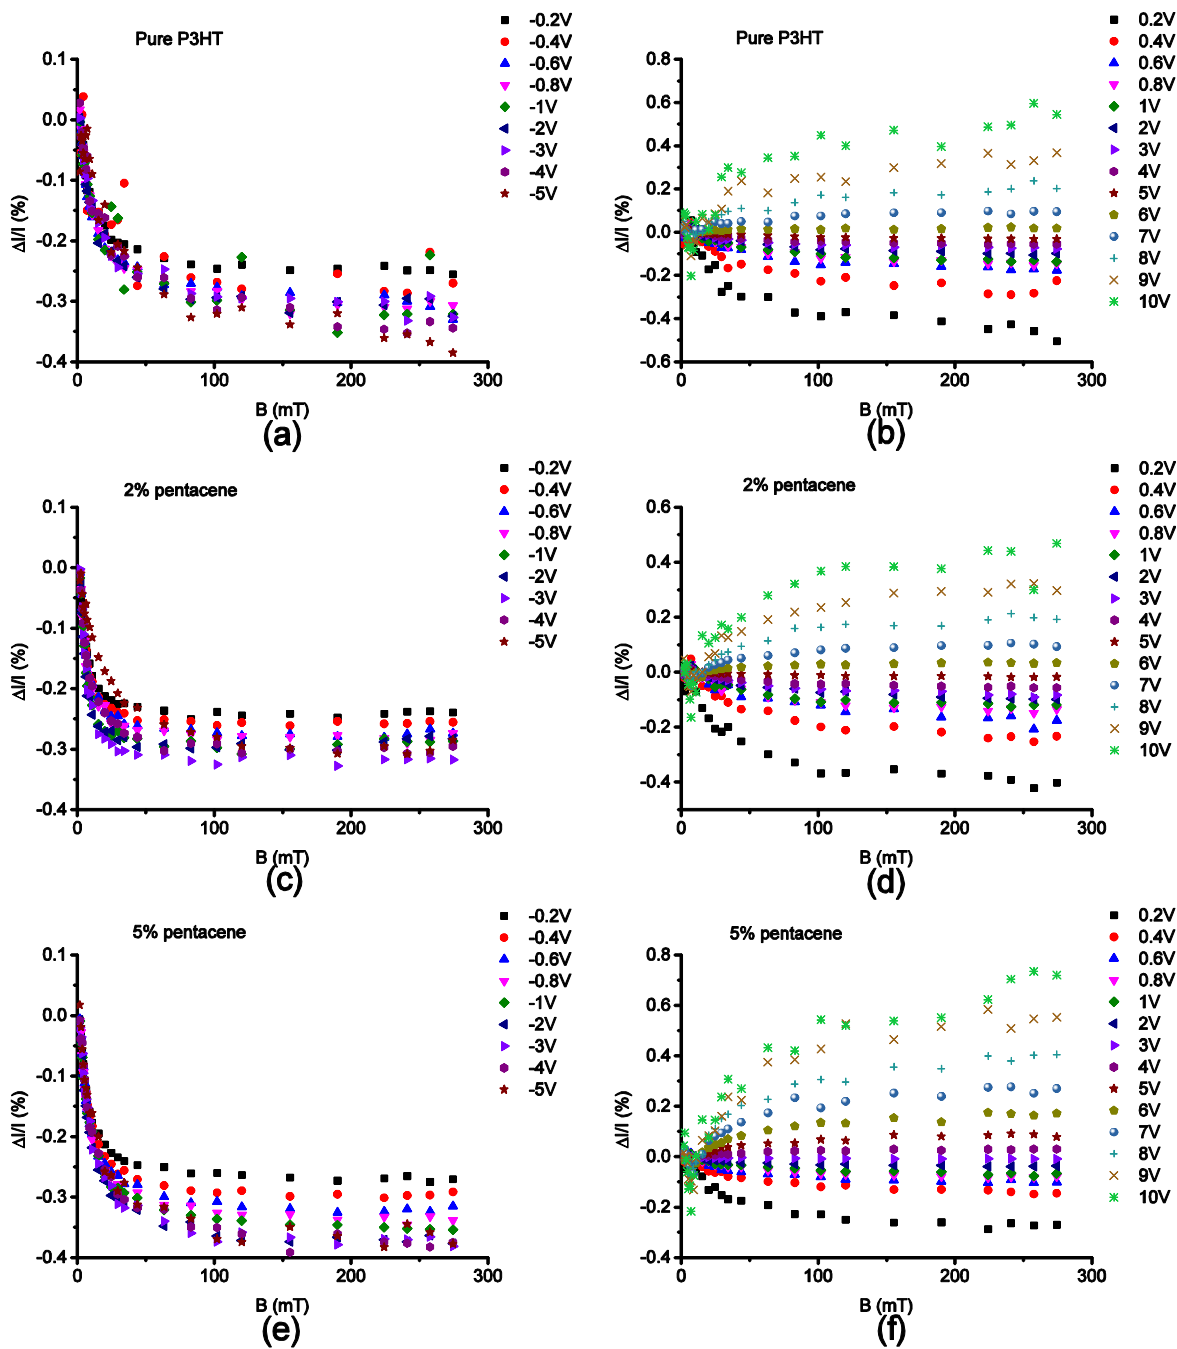 Pure P3HT
-0.2V
-0.4V
-0.6V
-0.8V
-1V
-2V
-3V
-4V
-5V
0.1
0.0
-0.1
-0.2
-0.3
-0.4
ΔI/I (%)
0
100
200
300
B (mT)
(a)
Pure P3HT
0.2V
0.4V
0.6V
0.8V
1V
2V
3V
4V
5V
6V
7V
8V
9V
10V
0.8
0.6
0.4
0.2
0.0
-0.2
-0.4
-0.6
ΔI/I (%)
0
100
200
300
B (mT)
(b)
2% pentacene
-0.2V
-0.4V
-0.6V
-0.8V
-1V
-2V
-3V
-4V
-5V
0.1
0.0
-0.1
-0.2
-0.3
-0.4
ΔI/I (%)
0
100
200
300
B (mT)
(c)
2% pentacene
0.2V
0.4V
0.6V
0.8V
1V
2V
3V
4V
5V
6V
7V
8V
9V
10V
0.6
0.4
0.2
0.0
-0.2
-0.4
ΔI/I (%)
0
100
200
300
B (mT)
(d)
5% pentacene
-0.2V
-0.4V
-0.6V
-0.8V
-1V
-2V
-3V
-4V
-5V
0.1
0.0
-0.1
-0.2
-0.3
-0.4
ΔI/I (%)
0
100
200
300
B (mT)
(e)
5% pentacene
0.2V
0.4V
0.6V
0.8V
1V
2V
3V
4V
5V
6V
7V
8V
9V
10V
0.8
0.6
0.4
0.2
0.0
-0.2
-0.4
ΔI/I (%)
0
100
200
300
B (mT)
(f)